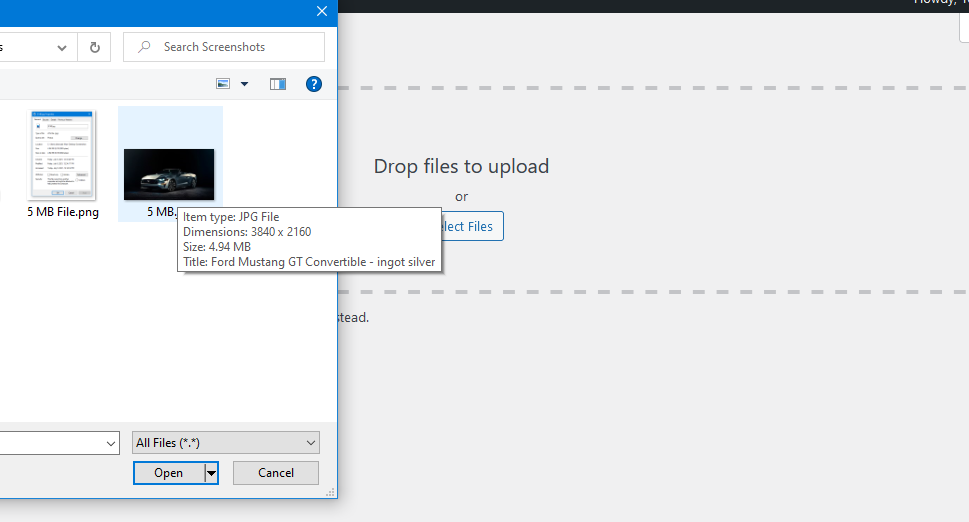 Howdy,
s
Search Screenshots
?
5 MB File.png
5 MB.
Item type: JPG File
Dimensions: 3840 x 2160
Size: 4.94 MB
Title: Ford Mustang GT Convertible - ingot silver
Drop files to upload
or
lect Files
stead.
All Files (*.*)
Open
Cancel